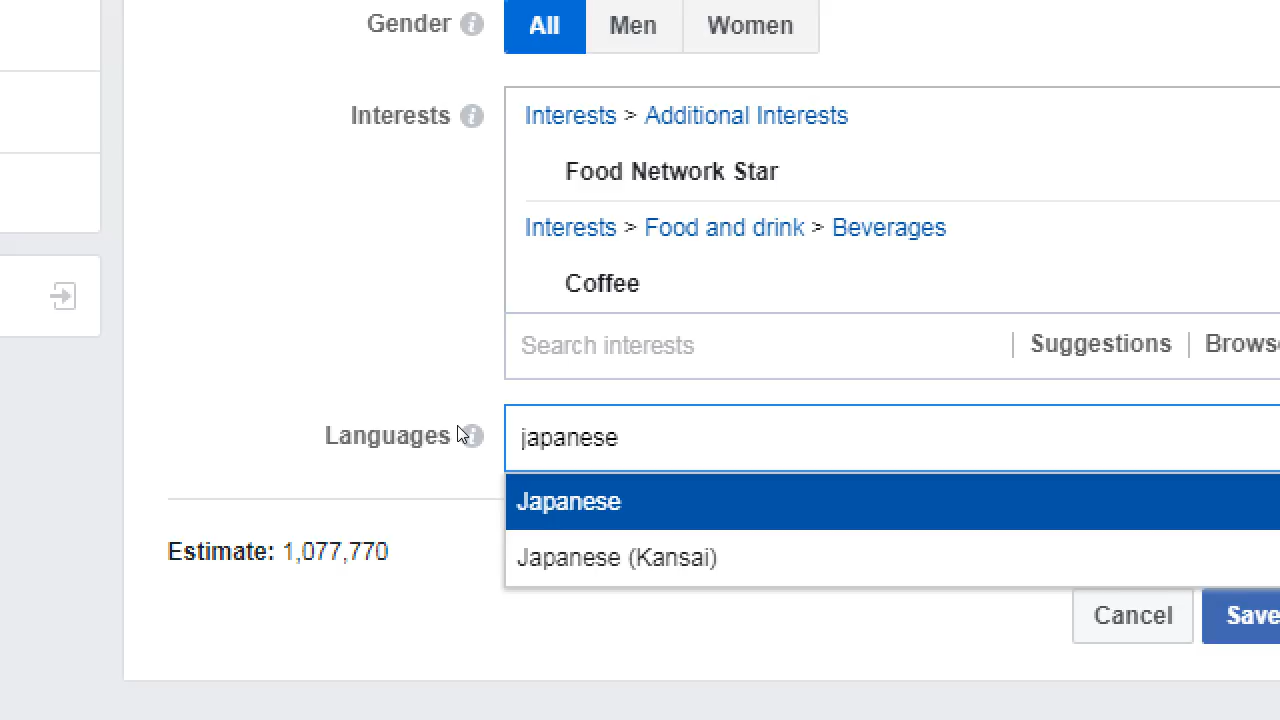 Gender All Men Women
Interests Interests > Additional Interests
Food Network Star
Interests > Food and drink > Beverages
Coffee
Search interests Suggestions
Languages japanese
Japanese
Estimate: 1,077,770
Japanese (Kansai)
Cancel Save